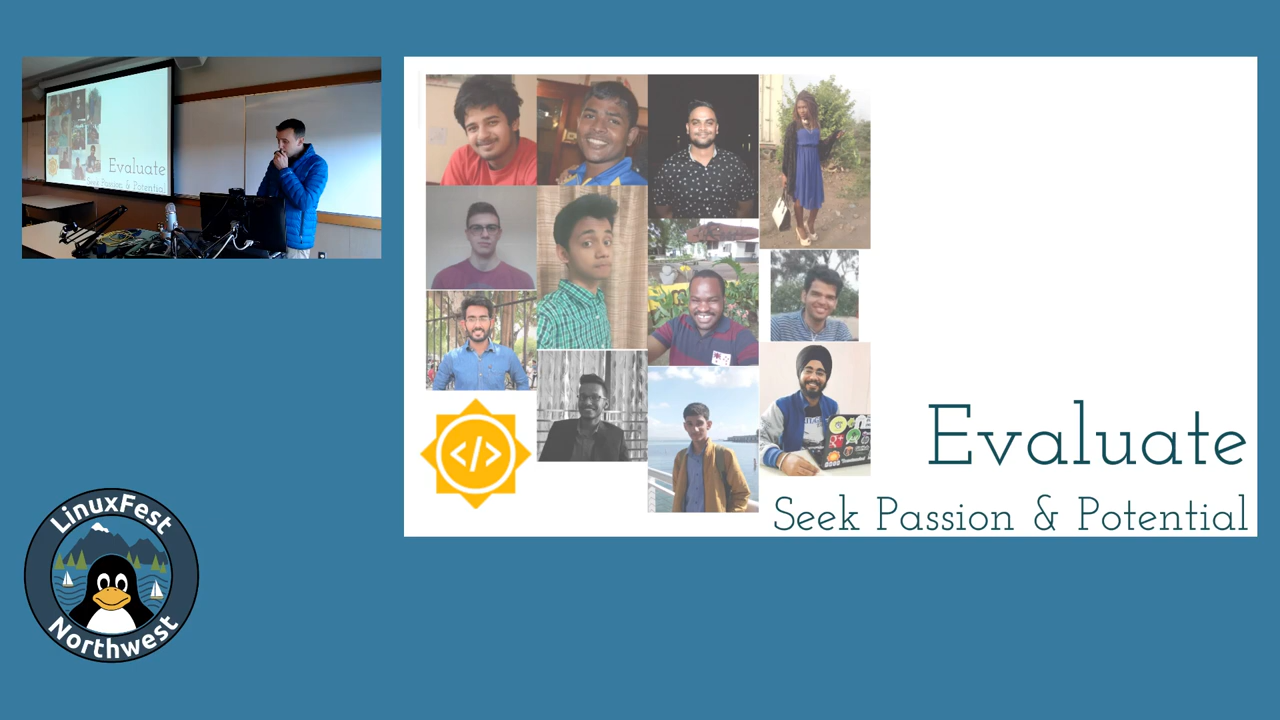 Evaluate
Seek Passion & Potential
Evaluate
Seek Passion & Potential
</>
LinuxFest
Northwest